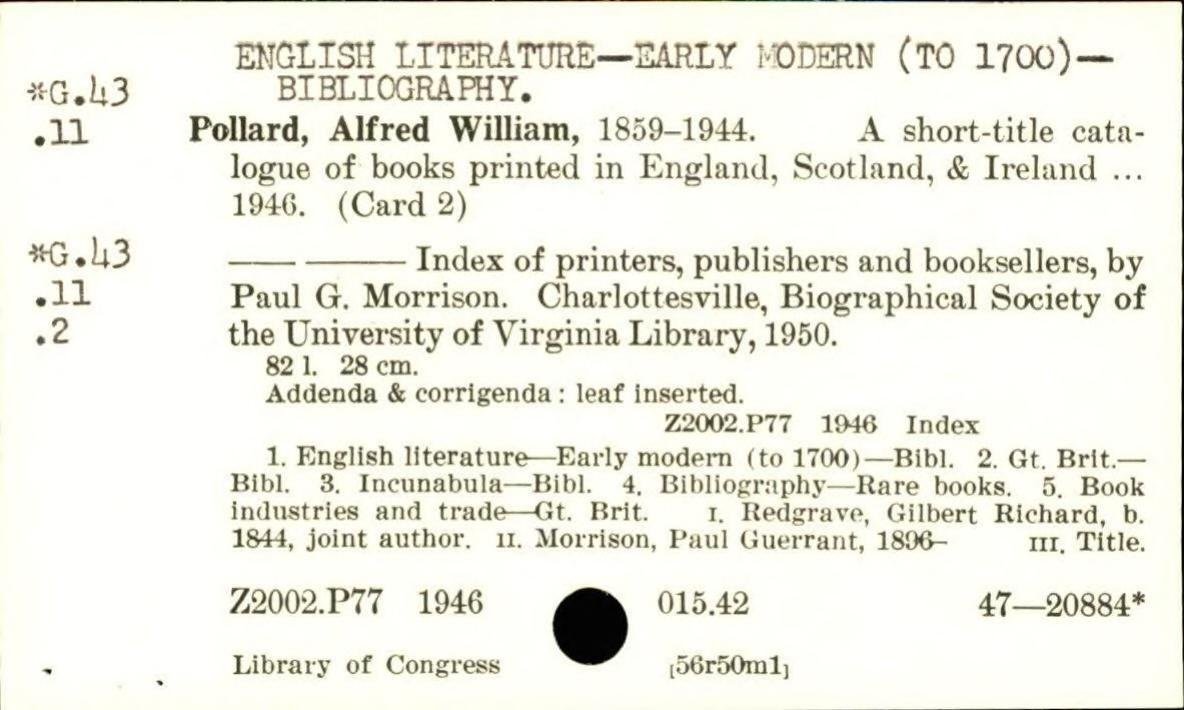 ENGLISH LITERATURE—EARLY MODERN (TO 1700)—
*G.43 BIBLIOGRAPHY.
.11 Pollard, Alfred William, 1859–1944. A short-title cata-
logue of books printed in England, Scotland, & Ireland ...
1946. (Card 2)
*G.43 —— ——— Index of printers, publishers and booksellers, by
.11 Paul G. Morrison. Charlottesville, Biographical Society of
.2 the University of Virginia Library, 1950.
82 l. 28 cm.
Addenda & corrigenda : leaf inserted.
Z2002.P77 1946 Index
1. English literature—Early modern (to 1700)—Bibl. 2. Gt. Brit.—
Bibl. 3. Incunabula—Bibl. 4. Bibliography—Rare books. 5. Book
industries and trade—Gt. Brit. I. Redgrave, Gilbert Richard, b.
1844, joint author. II. Morrison, Paul Guerrant, 1896– III. Title.
Z2002.P77 1946 015.42 47—20884*
Library of Congress [56r50m1]